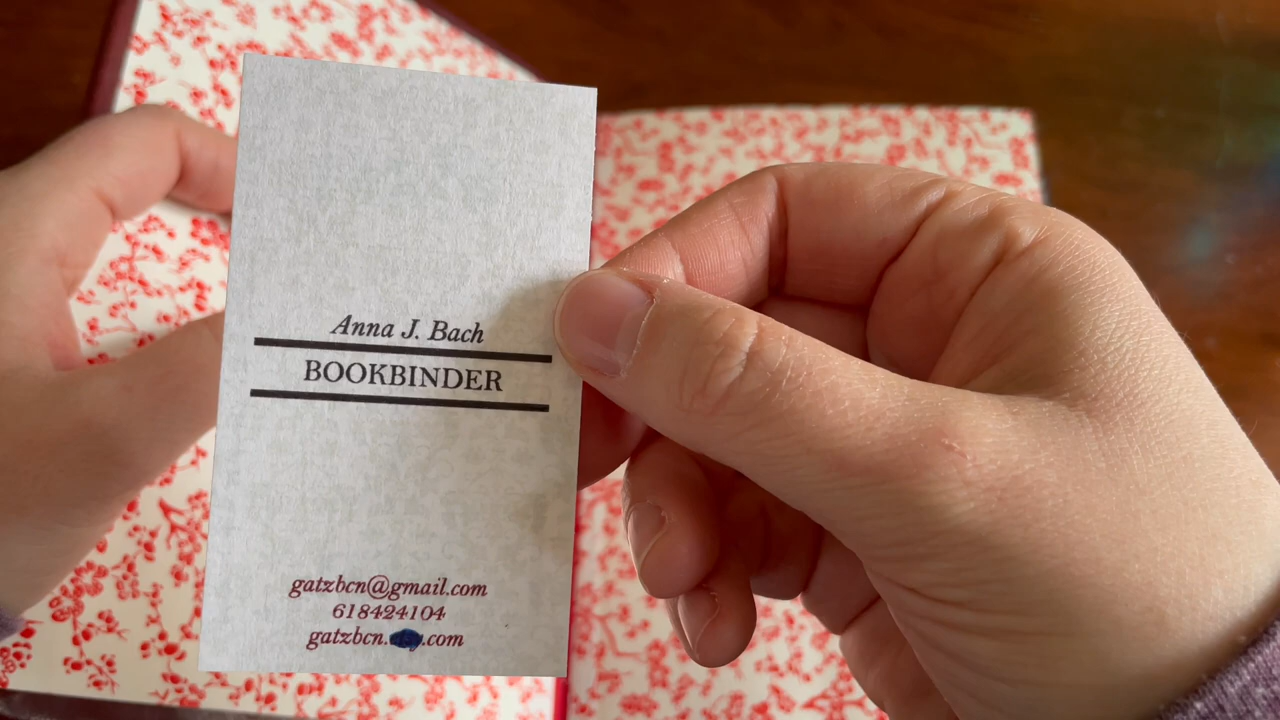 Anna J. Bach
BOOKBINDER
gatzbcn@gmail.com
618424104
gatzbcn. .com